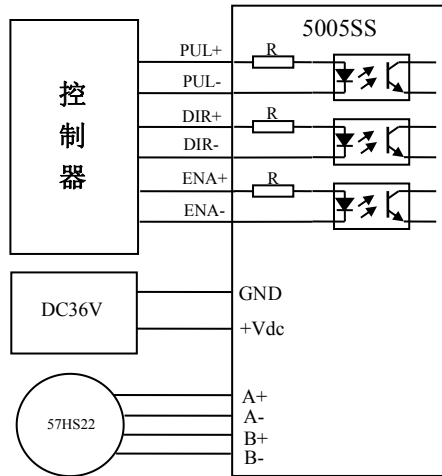 5005SS
控
制
器
PUL+
R
PUL-
DIR+
R
DIR-
ENA+
R
ENA-
DC36V
GND
+Vdc
57HS22
A+
A-
B+
B-